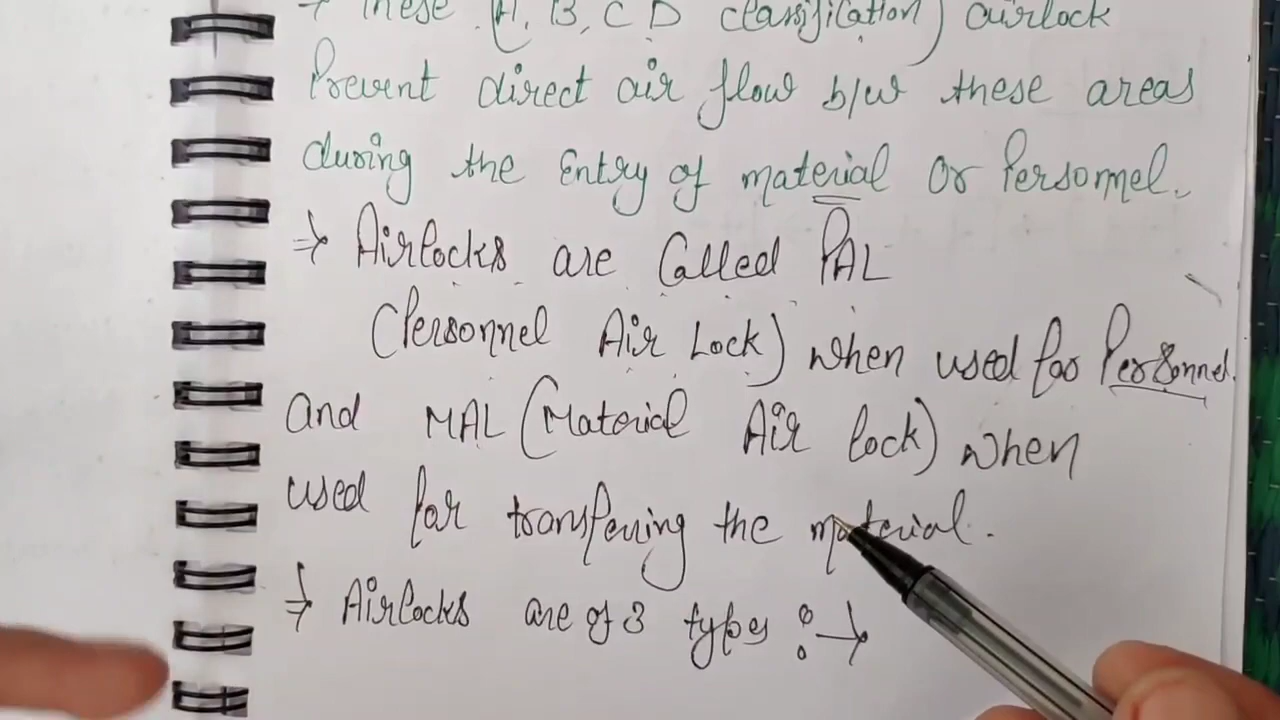 → These (A, B, C D classification) airlock
Prevent direct air flow b/w these areas
during the Entry of material or Personnel.
⇒ Airlocks are Called PAL
(Personnel Air Lock) when used for Personnel.
And MAL (Material Air lock) when
used for transferring the material.
⇒ Airlocks are of 3 types :→